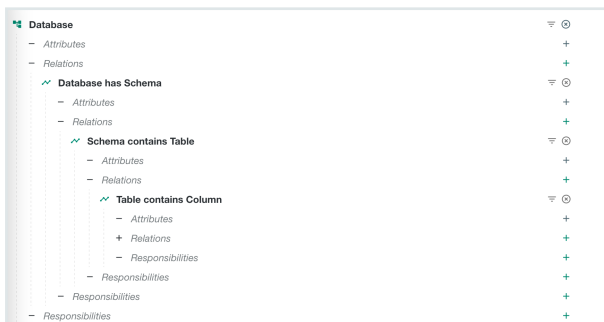 Database
Attributes
Relations
Database has Schema
Attributes
Relations
Schema contains Table
Attributes
Relations
Table contains Column
Attributes
Relations
Responsibilities
Responsibilities
Responsibilities
Responsibilities